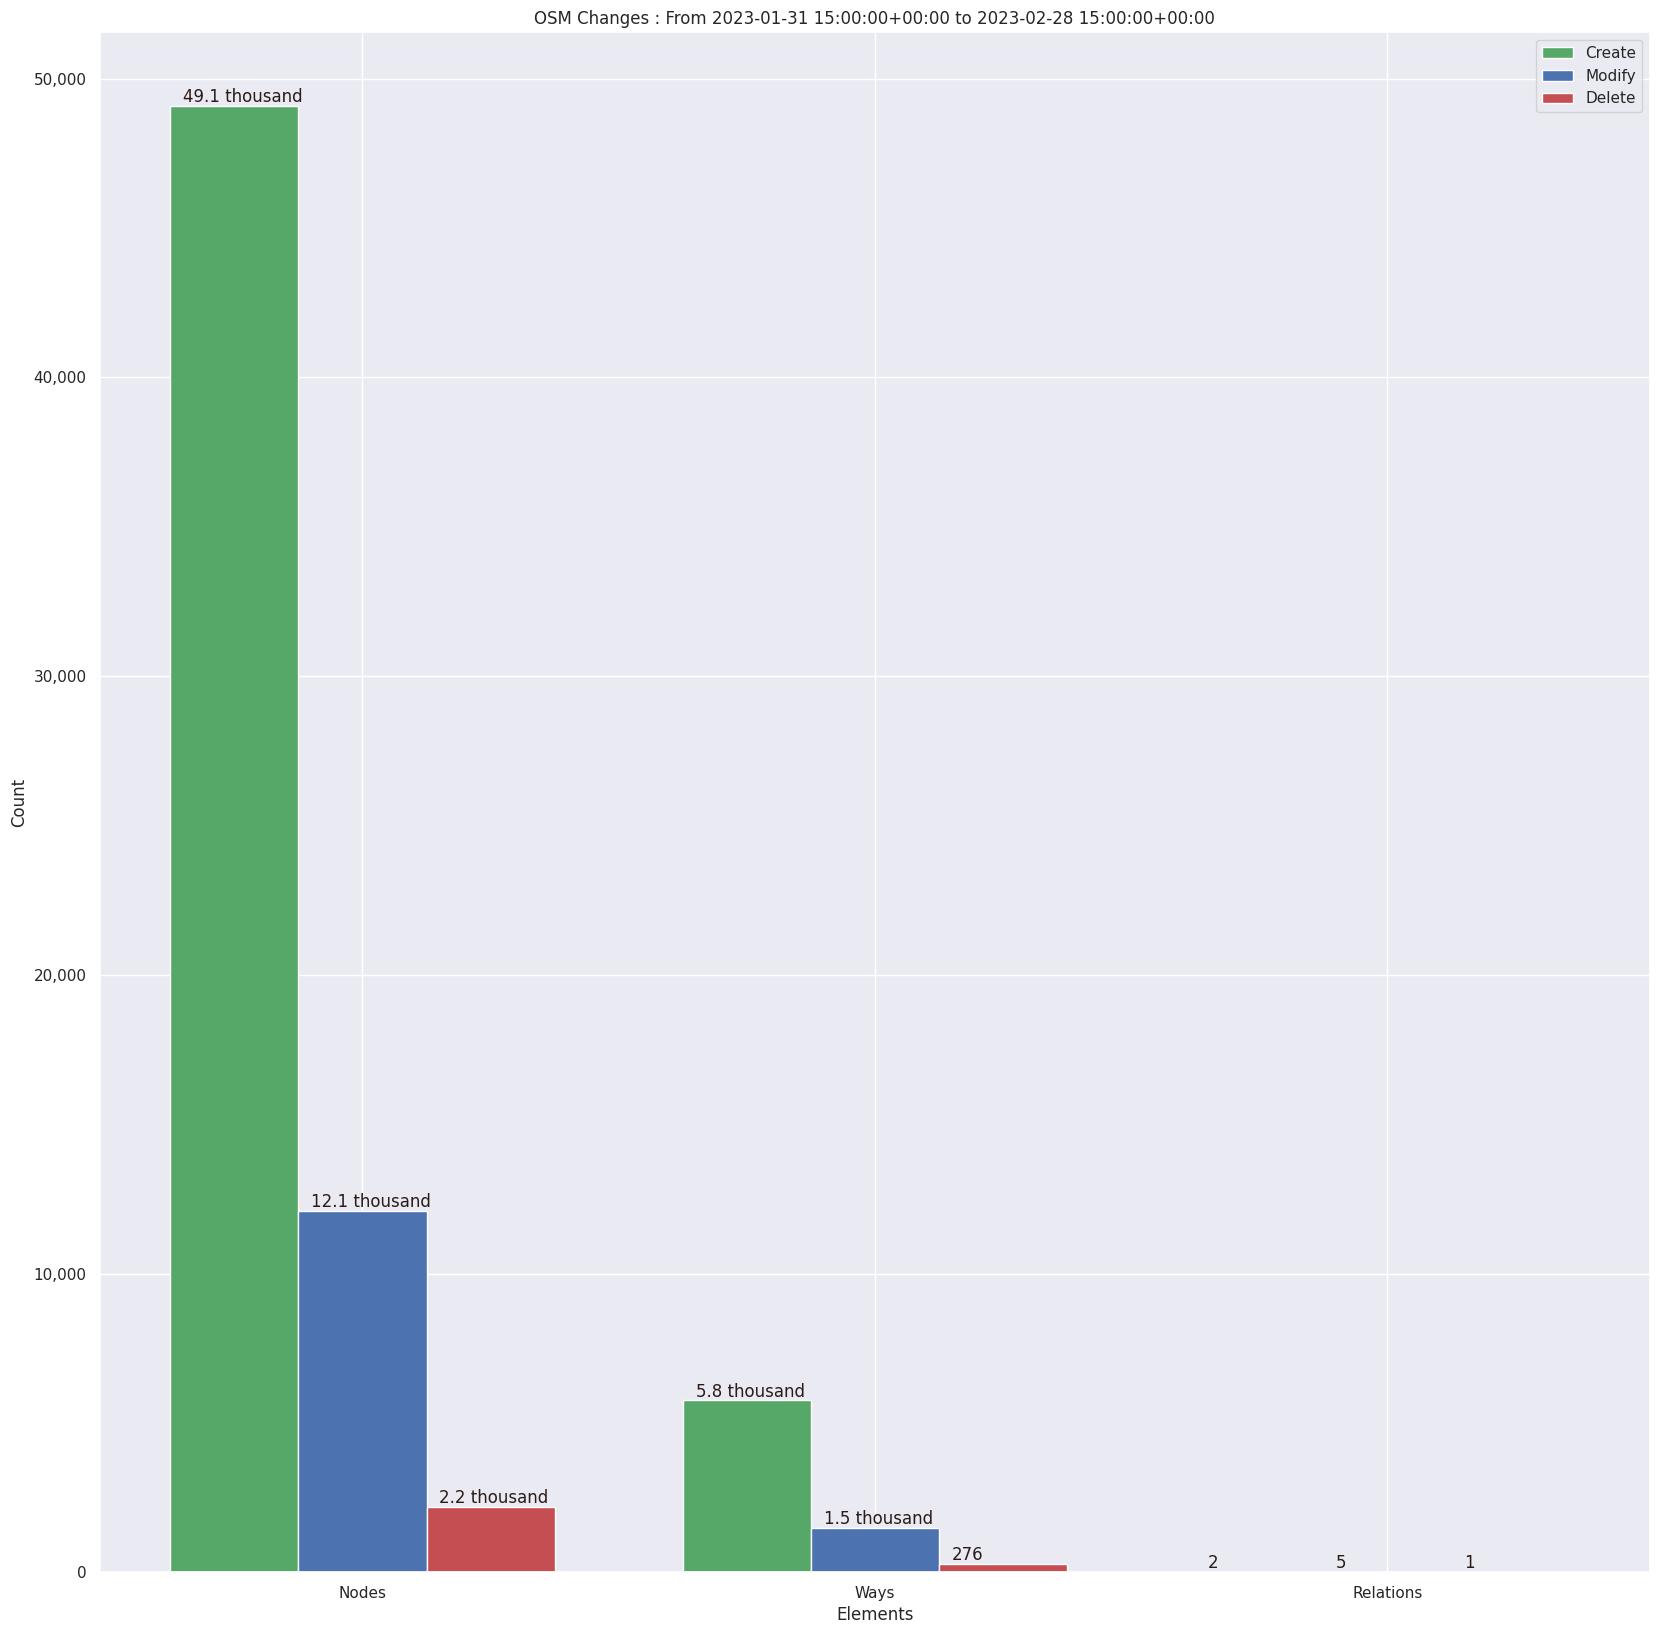 OSM Changes : From 2023-01-31 15:00:00+00:00 to 2023-02-28 15:00:00+00:00
Create
Modify
Delete
50,000
40,000
30,000
20,000
10,000
0
Count
49.1 thousand
12.1 thousand
2.2 thousand
5.8 thousand
1.5 thousand
276
2
5
1
Nodes
Ways
Relations
Elements